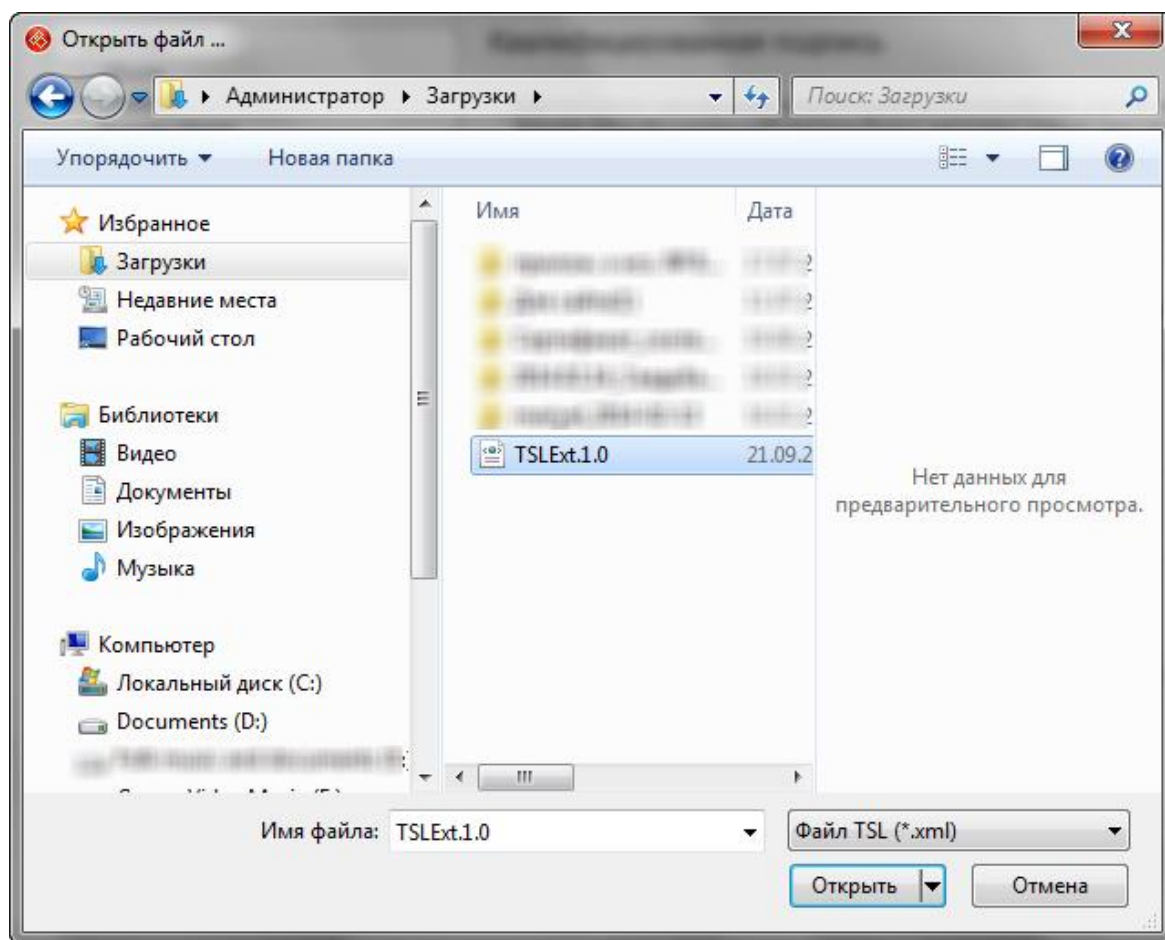 Открыть файл ...
Администратор Загрузки
Поиск: Загрузки
Упорядочить Новая папка
Избранное
Загрузки
Недавние места
Рабочий стол
Библиотеки
Видео
Документы
Изображения
Музыка
Компьютер
Локальный диск (C:)
Documents (D:)
Имя Дата
TSLExt.1.0 21.09.2
Нет данных для
предварительного просмотра.
Имя файла: TSLExt.1.0 Файл TSL (*.xml)
Открыть Отмена